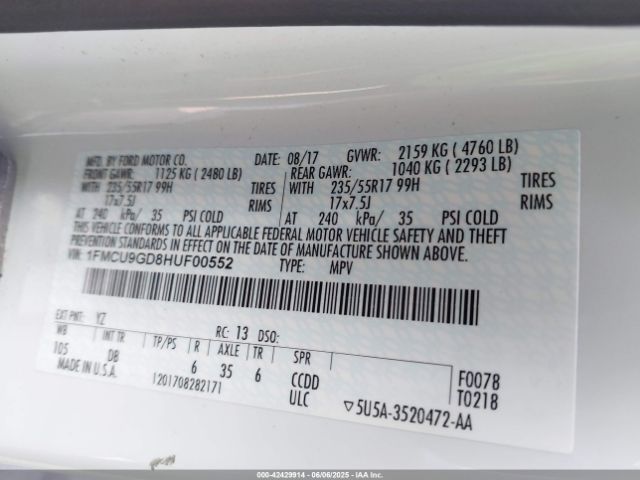 MFD. BY FORD MOTOR CO. DATE: 08/17 GVWR: 2159 KG ( 4760 LB)
FRONT GAWR: 1125 KG ( 2480 LB) REAR GAWR: 1040 KG ( 2293 LB)
WITH 235/55R17 99H TIRES WITH 235/55R17 99H TIRES
17x7.5J RIMS 17x7.5J RIMS
AT 240 kPa/ 35 PSI COLD AT 240 kPa/ 35 PSI COLD
THIS VEHICLE CONFORMS TO ALL APPLICABLE FEDERAL MOTOR VEHICLE SAFETY AND THEFT
PREVENTION STANDARDS IN EFFECT ON THE DATE OF MANUFACTURE SHOWN ABOVE.
VIN: 1FMCU9GD8HUF00552 TYPE: MPV
EXT PNT: YZ RC: 13 DSO:
WB INT TR TP/PS R AXLE TR SPR
105 DB 6 35 6 CCDD F0078
MADE IN U.S.A. 1201708282171 ULC T0218
▽5U5A-3520472-AA
000-42429914 - 06/06/2025 - IAA Inc.